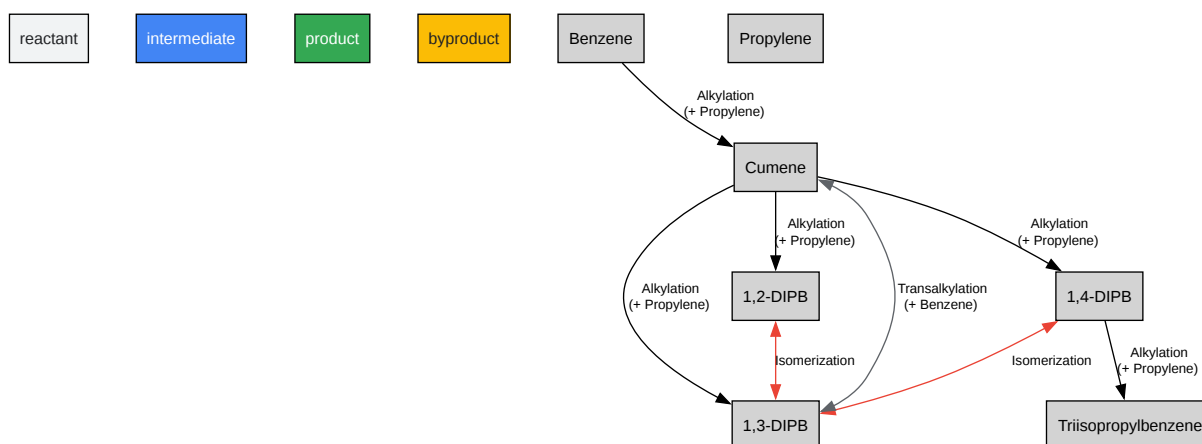 reactant
intermediate
product
byproduct
Benzene
Propylene
Alkylation
(+ Propylene)
Cumene
Alkylation
(+ Propylene)
Alkylation
(+ Propylene)
Alkylation
(+ Propylene)
Transalkylation
(+ Benzene)
1,2-DIPB
1,4-DIPB
Isomerization
Isomerization
Alkylation
(+ Propylene)
1,3-DIPB
Triisopropylbenzene